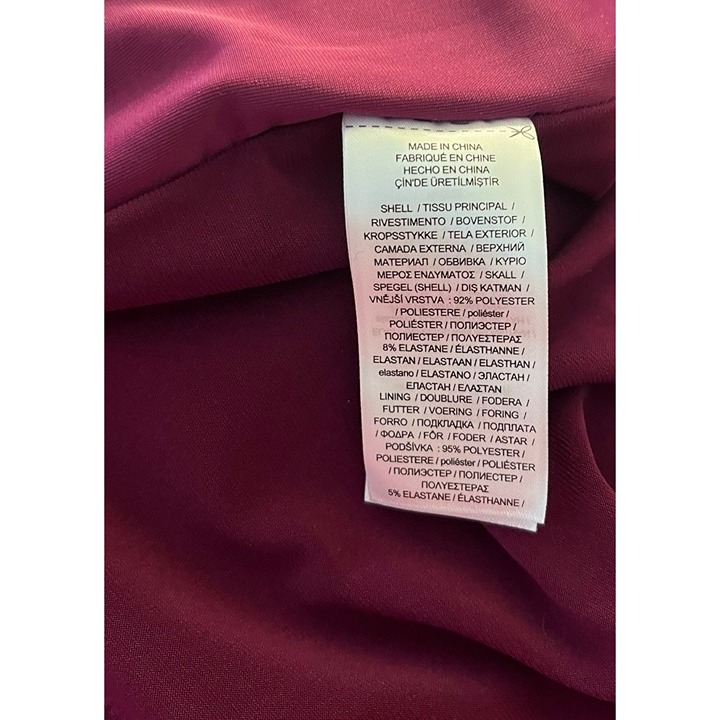 MADE IN CHINA
FABRIQUÉ EN CHINE
HECHO EN CHINA
ÇİN'DE ÜRETİLMİŞTİR
SHELL / TISSU PRINCIPAL /
RIVESTIMENTO / BOVENSTOF /
KROPSSTYKKE / TELA EXTERIOR /
CAMADA EXTERNA / ВЕРХНИЙ
МАТЕРИАЛ / ОБВИВКА / ΚΥΡΙΟ
ΜΕΡΟΣ ΕΝΔΥΜΑΤΟΣ / SKALL /
SPEGEL (SHELL) / DIŞ KATMAN /
VNĚJŠÍ VRSTVA : 92% POLYESTER
/ POLIESTERE / poliéster /
POLIÉSTER / ПОЛИЭСТЕР /
ПОЛИЕСТЕР / ΠΟΛΥΕΣΤΕΡΑΣ
8% ELASTANE / ÉLASTHANNE /
ELASTAN / ELASTAAN / ELASTHAN /
elastano / ELASTANO / ЭЛАСТАН /
ЕЛАСТАН / ΕΛΑΣΤΑΝ
LINING / DOUBLURE / FODERA /
FUTTER / VOERING / FORING /
FORRO / ПОДКЛАДКА / ПОДПЛАТА
/ ΦΟΔΡΑ / FÔR / FODER / ASTAR /
PODŠÍVKA : 95% POLYESTER /
POLIESTERE / poliéster / POLIÉSTER
/ ПОЛИЭСТЕР / ПОЛИЕСТЕР /
ΠΟΛΥΕΣΤΕΡΑΣ
5% ELASTANE / ÉLASTHANNE /